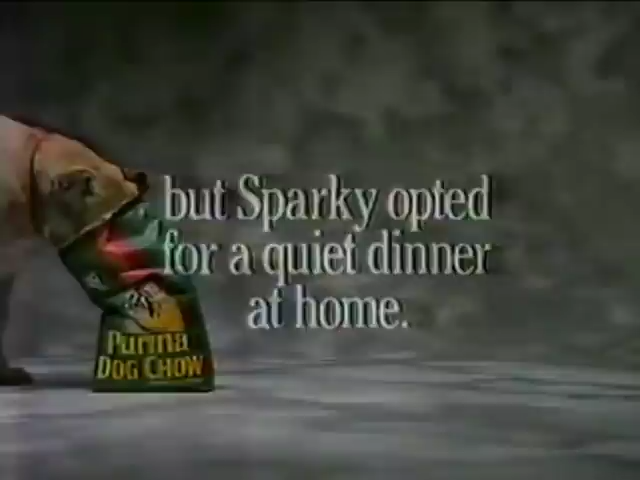 but Sparky opted
for a quiet dinner
at home.
Purina
DOG CHOW